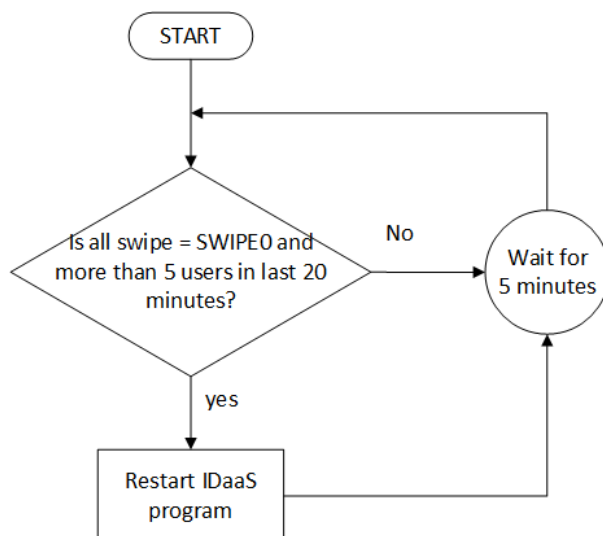 START
Is all swipe = SWIPE0 and
more than 5 users in last 20
minutes?
No
Wait for
5 minutes
yes
Restart IDaaS
program